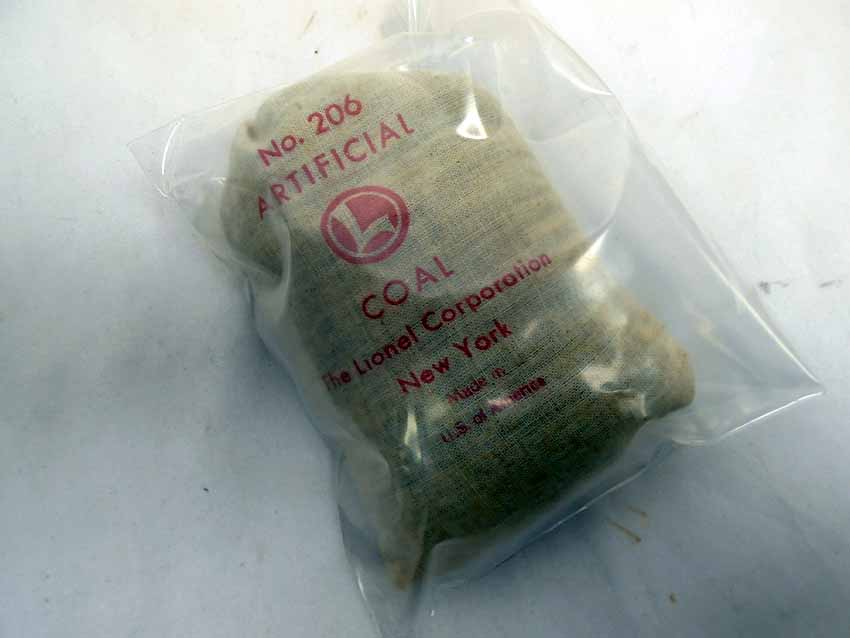 No. 206
ARTIFICIAL
L
COAL
The Lionel Corporation
New York
Made in
U.S. of America